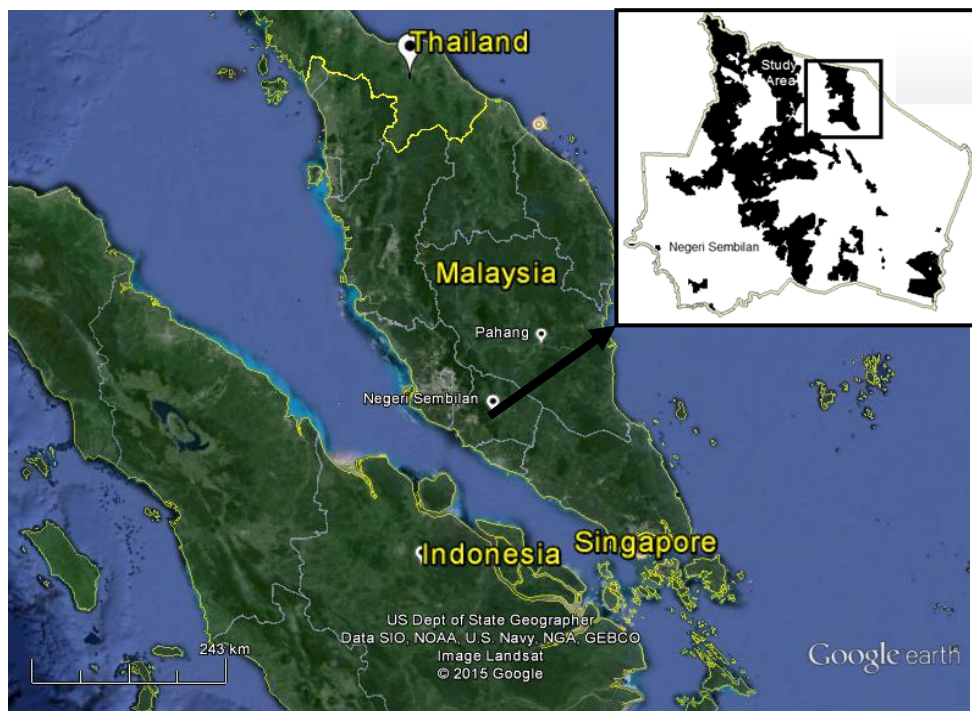 Thailand
Study
Area
Negeri Sembilan
Malaysia
Pahang
Negeri Sembilan
Indonesia
Singapore
US Dept of State Geographer
Data SIO, NOAA, U.S. Navy, NGA, GEBCO
Image Landsat
© 2015 Google
243 km
Google earth